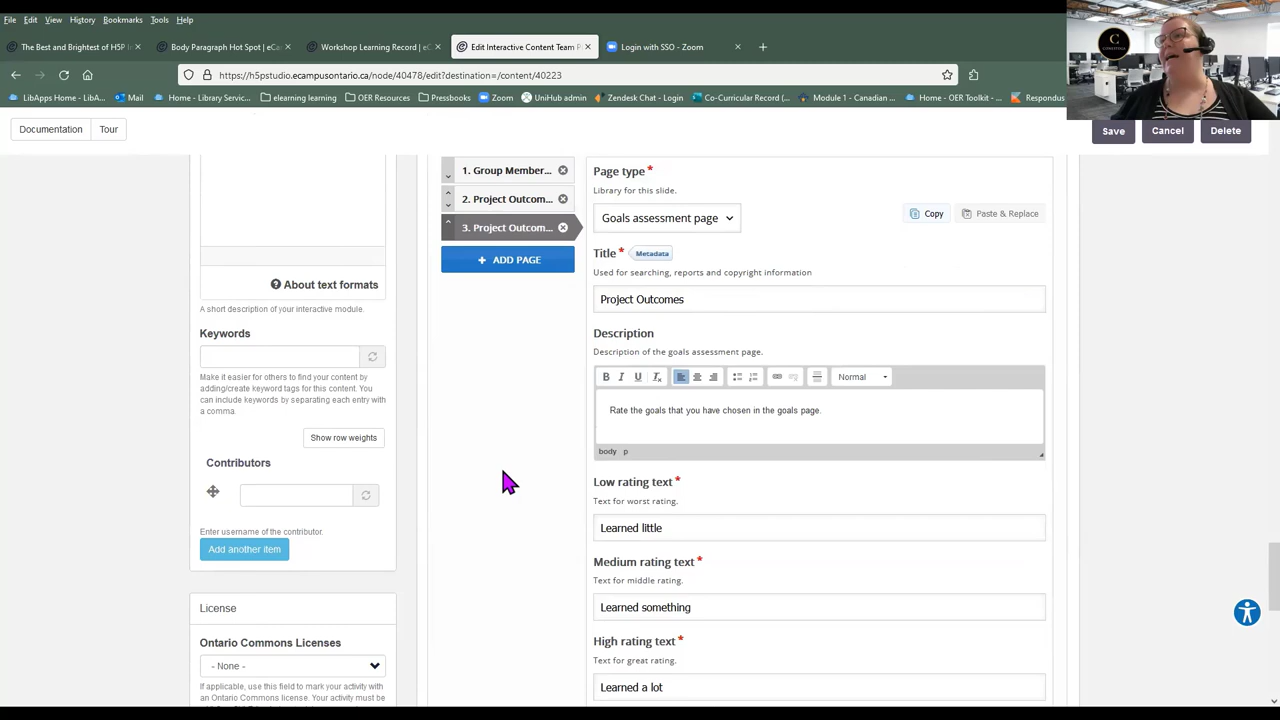 File Edit View History Bookmarks Tools Help
The Best and Brightest of H5P In
Body Paragraph Hot Spot | eCa
Workshop Learning Record | eC
Edit Interactive Content Team P
Login with SSO - Zoom
https://h5pstudio.ecampusontario.ca/node/40478/edit?destination=/content/40223
LibApps Home - LibA... Mail Home - Library Servic... elearning learning OER Resources Pressbooks Zoom UniHub admin Zendesk Chat - Login Co-Curricular Record (... Module 1 - Canadian ... Home - OER Toolkit - ... Respondus
COMESTOGA
Documentation Tour
Save Cancel Delete
About text formats
A short description of your interactive module.
Keywords
Make it easier for others to find your content by
adding/create keyword tags for this content. You
can include keywords by separating each entry with
a comma.
Show row weights
Contributors
Enter username of the contributor.
Add another item
License
Ontario Commons Licenses
- None -
If applicable, use this field to mark your activity with
an Ontario Commons license. Your activity must be
1. Group Member...
2. Project Outcom...
3. Project Outcom...
+ ADD PAGE
Page type *
Library for this slide.
Goals assessment page
Copy Paste & Replace
Title * Metadata
Used for searching, reports and copyright information
Project Outcomes
Description
Description of the goals assessment page.
B I U Tx Normal
Rate the goals that you have chosen in the goals page.
body p
Low rating text *
Text for worst rating.
Learned little
Medium rating text *
Text for middle rating.
Learned something
High rating text *
Text for great rating.
Learned a lot